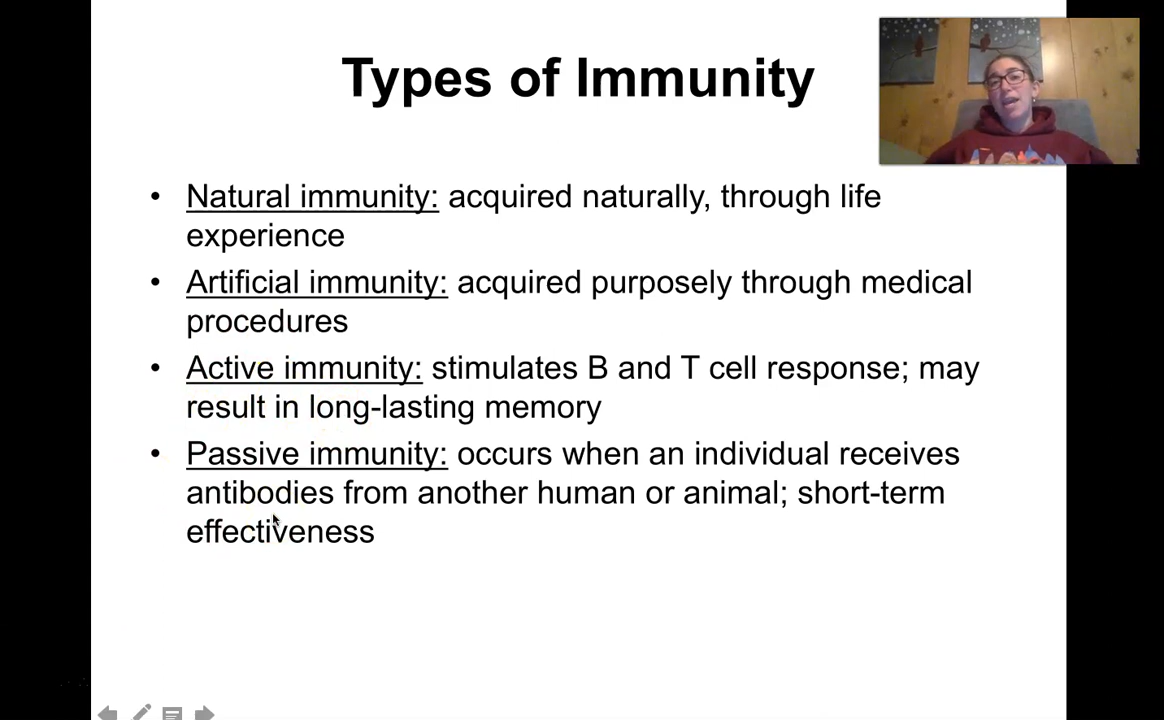 Types of Immunity
• Natural immunity: acquired naturally, through life
experience
• Artificial immunity: acquired purposely through medical
procedures
• Active immunity: stimulates B and T cell response; may
result in long-lasting memory
• Passive immunity: occurs when an individual receives
antibodies from another human or animal; short-term
effectiveness